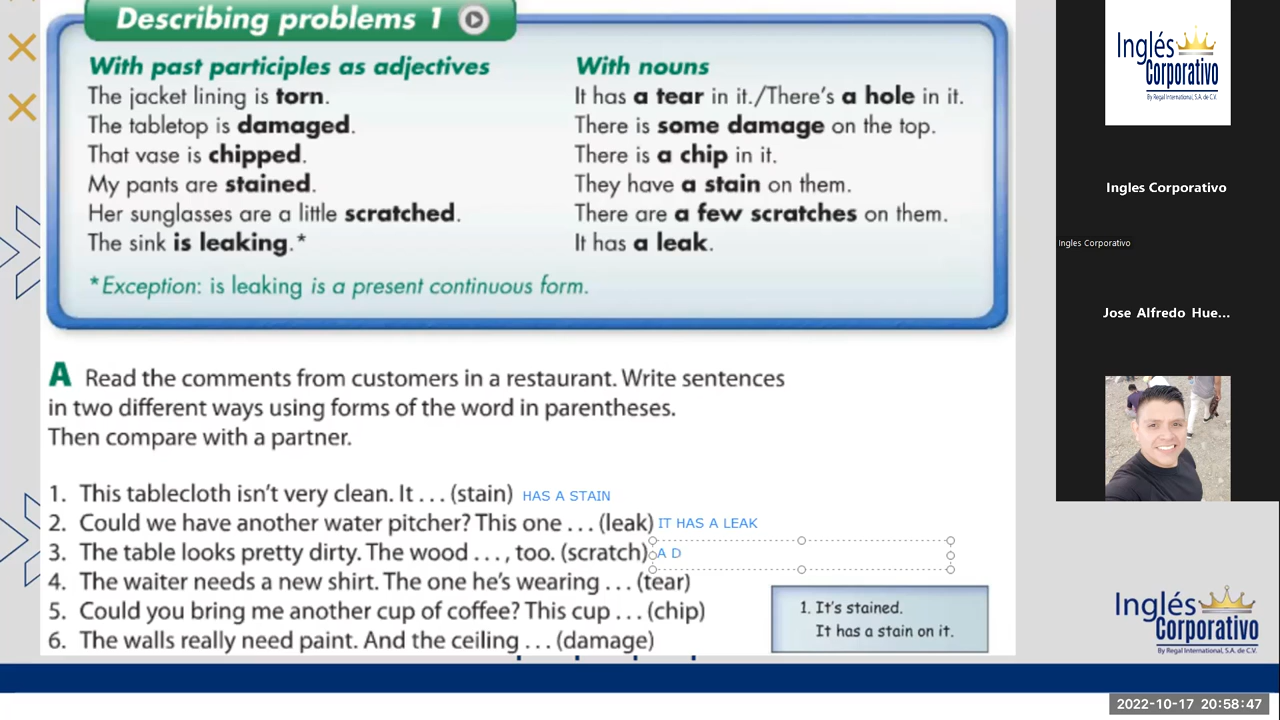 Describing problems 1
With past participles as adjectives
The jacket lining is torn.
The tabletop is damaged.
That vase is chipped.
My pants are stained.
Her sunglasses are a little scratched.
The sink is leaking.*
*Exception: is leaking is a present continuous form.
With nouns
It has a tear in it./There's a hole in it.
There is some damage on the top.
There is a chip in it.
They have a stain on them.
There are a few scratches on them.
It has a leak.
A Read the comments from customers in a restaurant. Write sentences
in two different ways using forms of the word in parentheses.
Then compare with a partner.
1. This tablecloth isn't very clean. It . . . (stain) HAS A STAIN
2. Could we have another water pitcher? This one . . . (leak) IT HAS A LEAK
3. The table looks pretty dirty. The wood . . . , too. (scratch) A D
4. The waiter needs a new shirt. The one he's wearing . . . (tear)
5. Could you bring me another cup of coffee? This cup . . . (chip)
6. The walls really need paint. And the ceiling . . . (damage)
1. It's stained.
It has a stain on it.
Inglés
Corporativo
By Regal International, S.A. de C.V.
Ingles Corporativo
Ingles Corporativo
Jose Alfredo Hue...
Inglés
Corporativo
By Regal International, S.A. de C.V.
2022-10-17 20:58:47